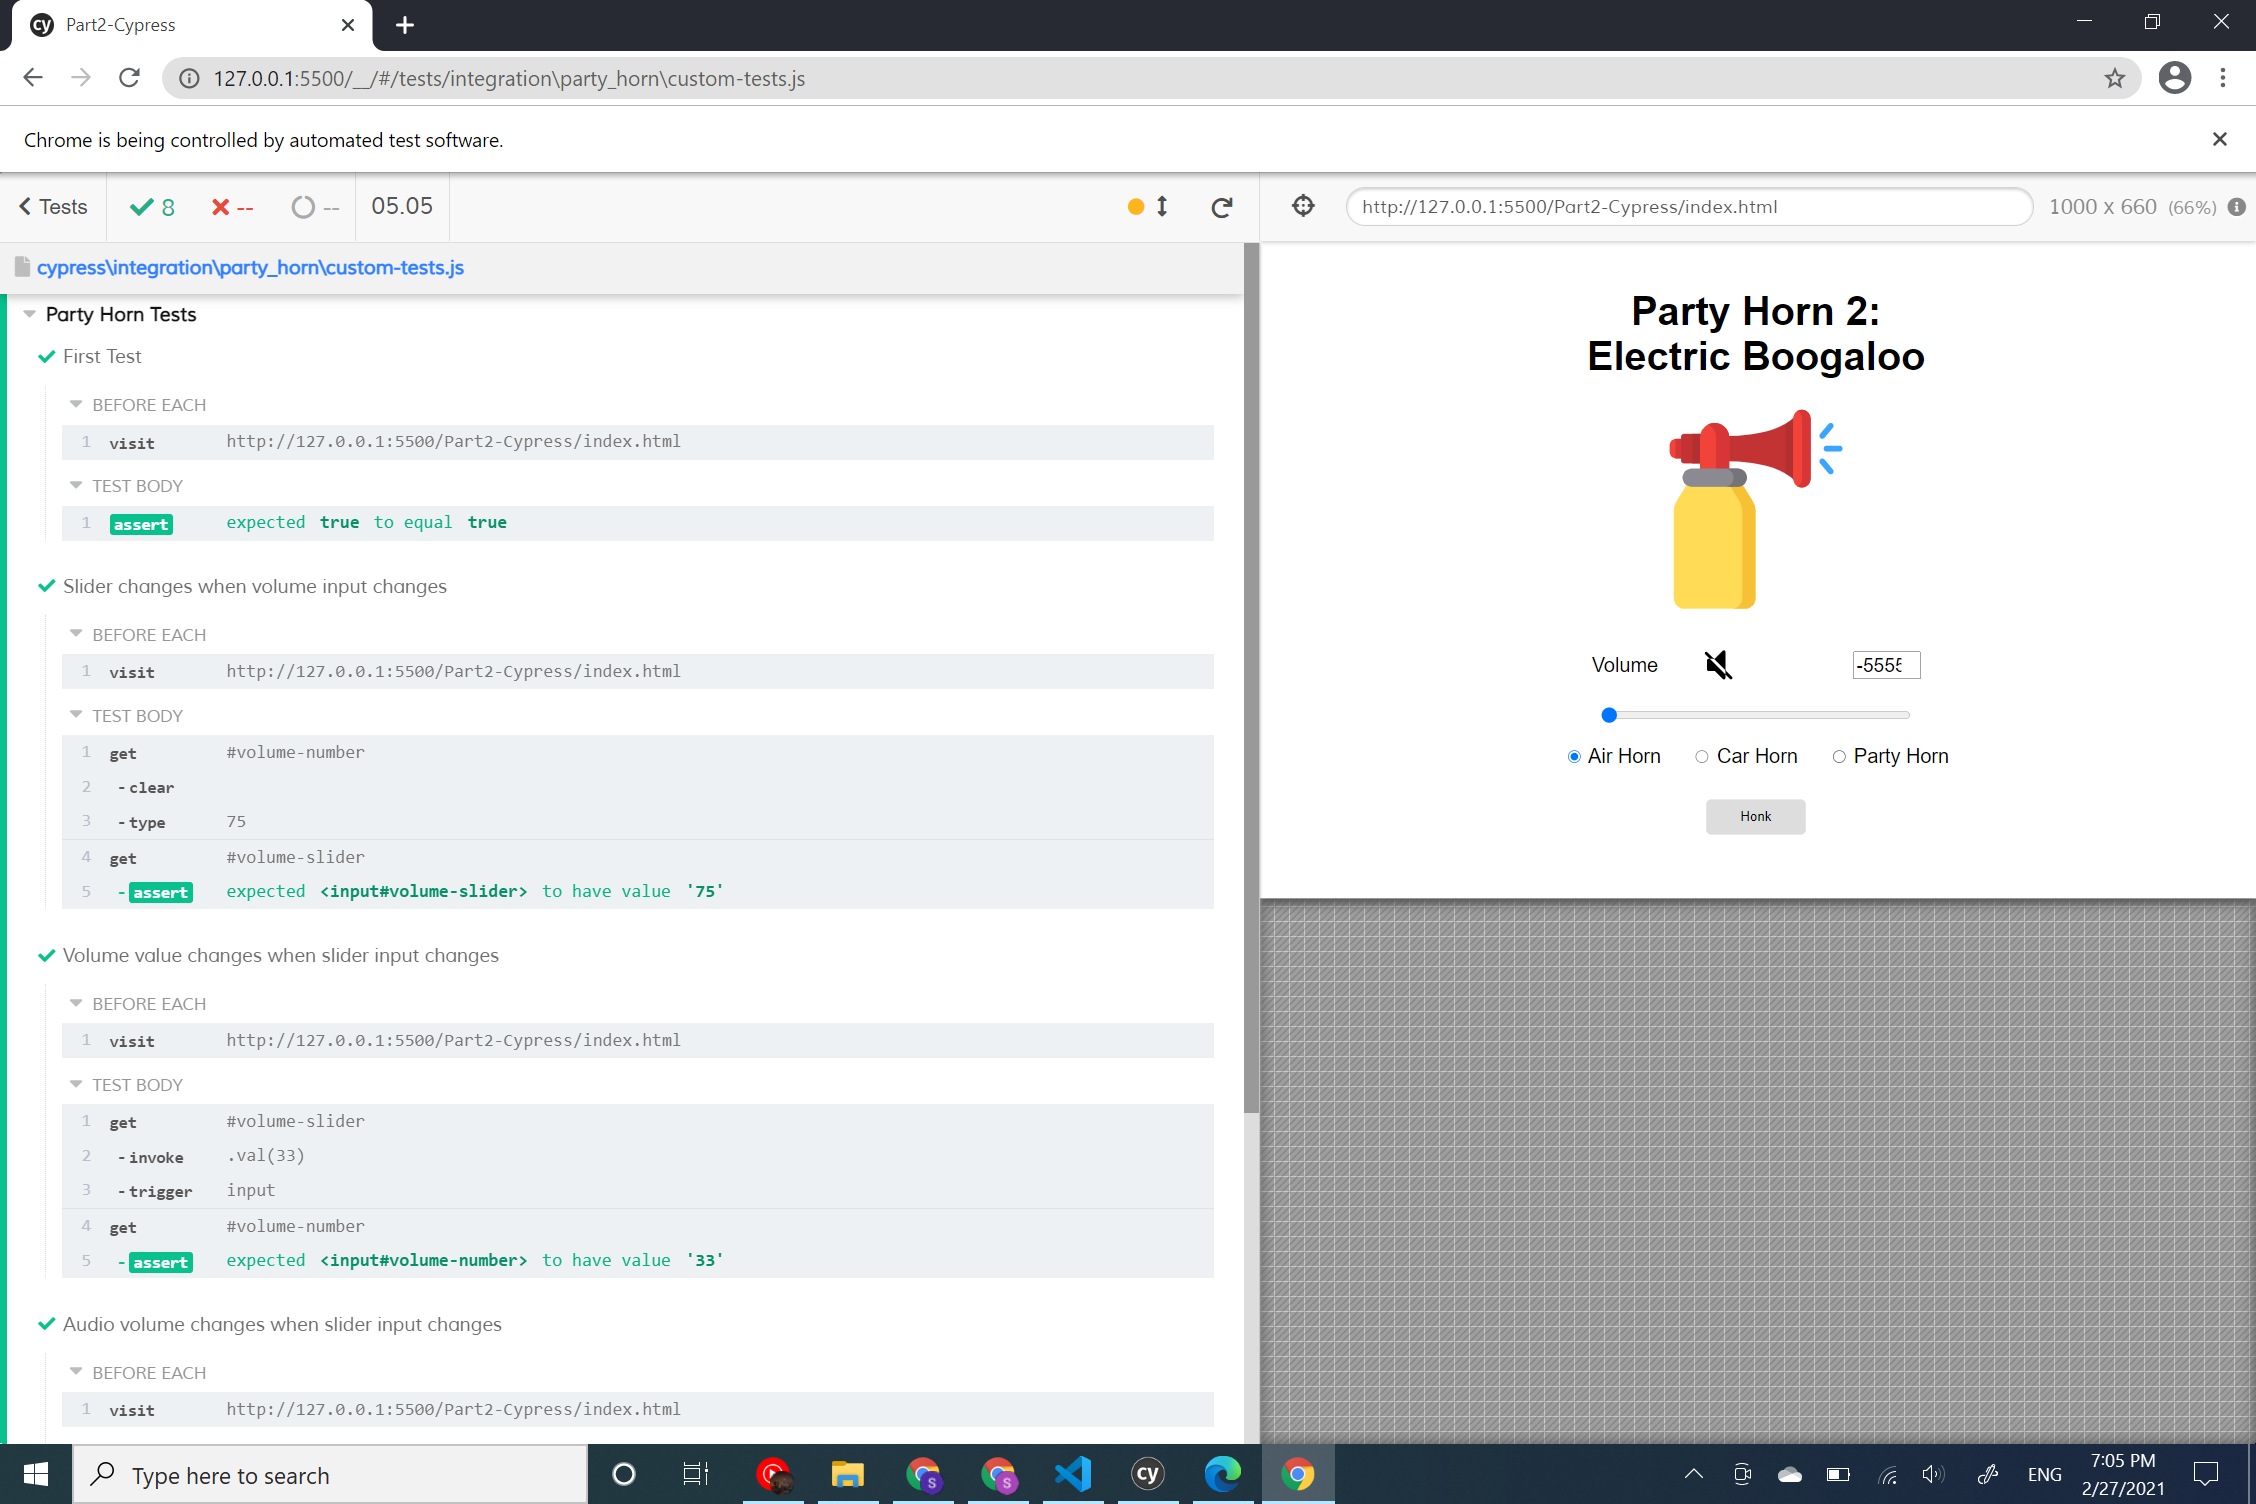 Part2-Cypress
127.0.0.1:5500/__/#/tests/integration\party_horn\custom-tests.js
Chrome is being controlled by automated test software.
Tests 8 -- -- 05.05
http://127.0.0.1:5500/Part2-Cypress/index.html 1000 x 660 (66%)
cypress\integration\party_horn\custom-tests.js
Party Horn Tests
First Test
BEFORE EACH
1 visit http://127.0.0.1:5500/Part2-Cypress/index.html
TEST BODY
1 assert expected true to equal true
Slider changes when volume input changes
BEFORE EACH
1 visit http://127.0.0.1:5500/Part2-Cypress/index.html
TEST BODY
1 get #volume-number
2 -clear
3 -type 75
4 get #volume-slider
5 -assert expected <input#volume-slider> to have value '75'
Volume value changes when slider input changes
BEFORE EACH
1 visit http://127.0.0.1:5500/Part2-Cypress/index.html
TEST BODY
1 get #volume-slider
2 -invoke .val(33)
3 -trigger input
4 get #volume-number
5 -assert expected <input#volume-number> to have value '33'
Audio volume changes when slider input changes
BEFORE EACH
1 visit http://127.0.0.1:5500/Part2-Cypress/index.html
Party Horn 2:
Electric Boogaloo
Volume
Air Horn Car Horn Party Horn
Honk
Type here to search
S S cy
ENG
7:05 PM
2/27/2021